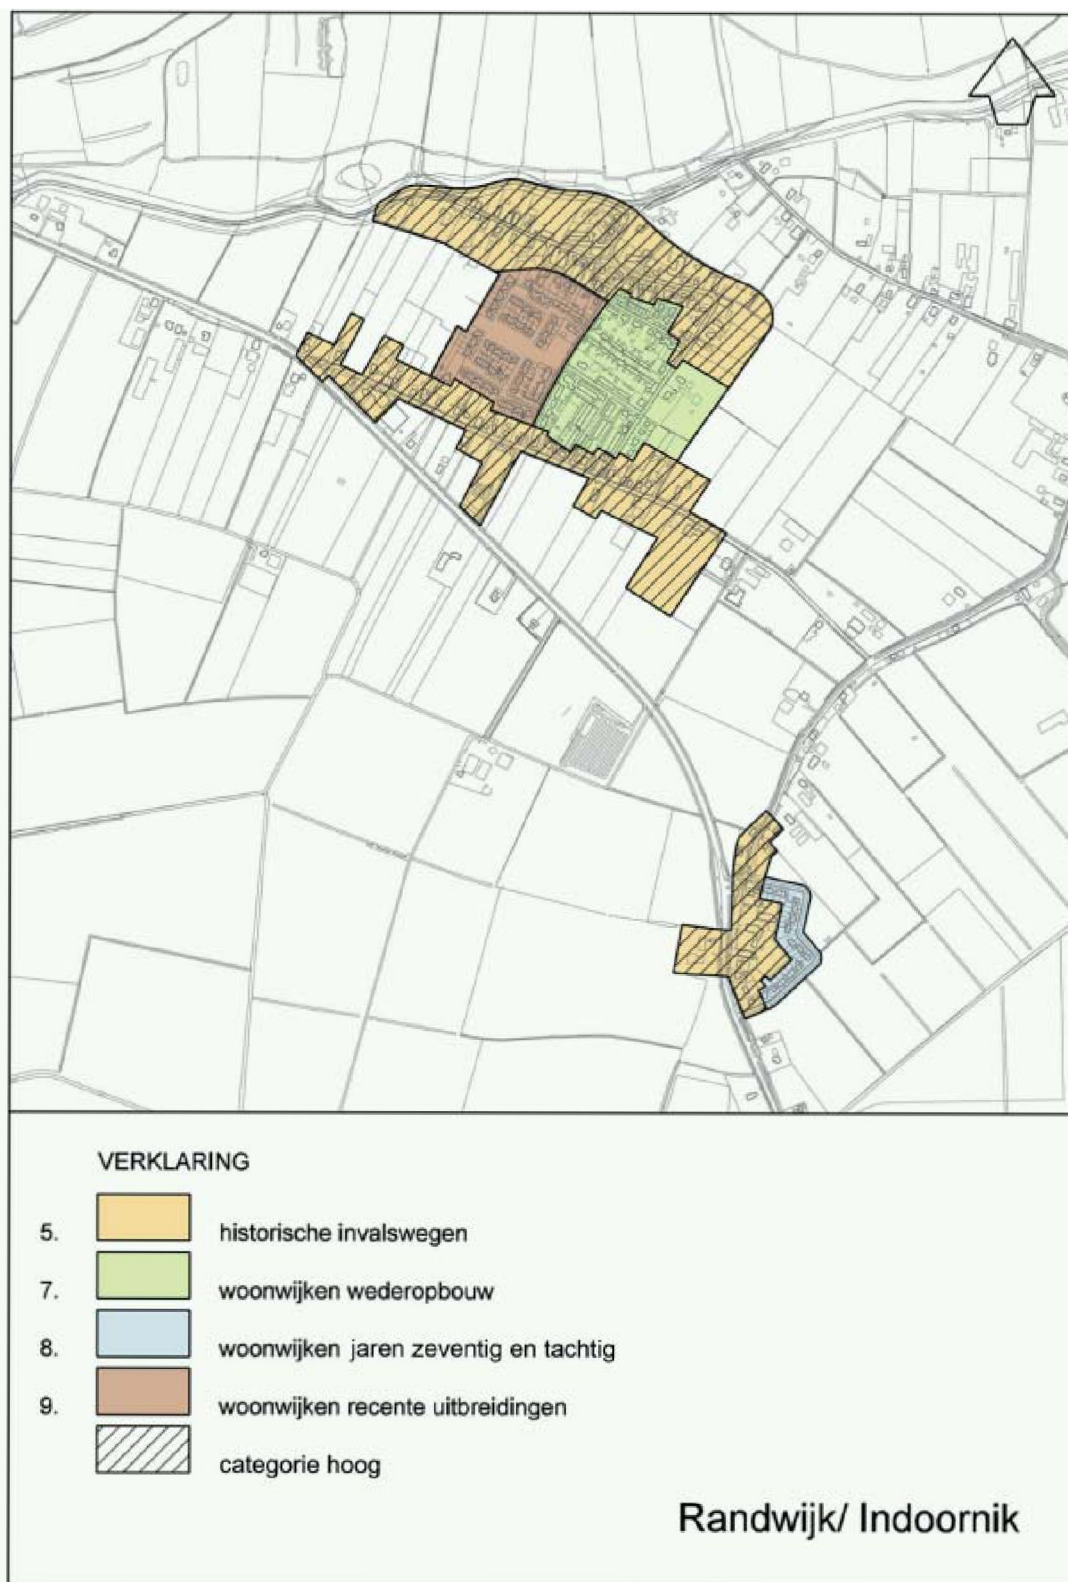 VERKLARING
5. historische invalswegen
7. woonwijken wederopbouw
8. woonwijken jaren zeventig en tachtig
9. woonwijken recente uitbreidingen
categorie hoog
Randwijk/ Indoornik